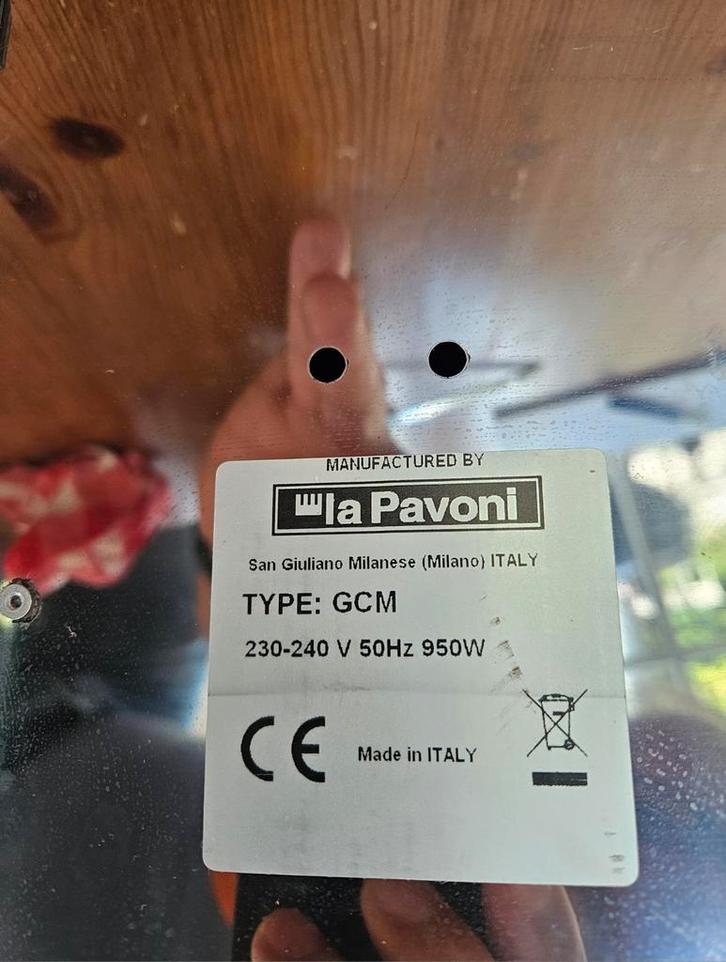 MANUFACTURED BY
la Pavoni
San Giuliano Milanese (Milano) ITALY
TYPE: GCM
230-240 V 50Hz 950W
CE Made in ITALY